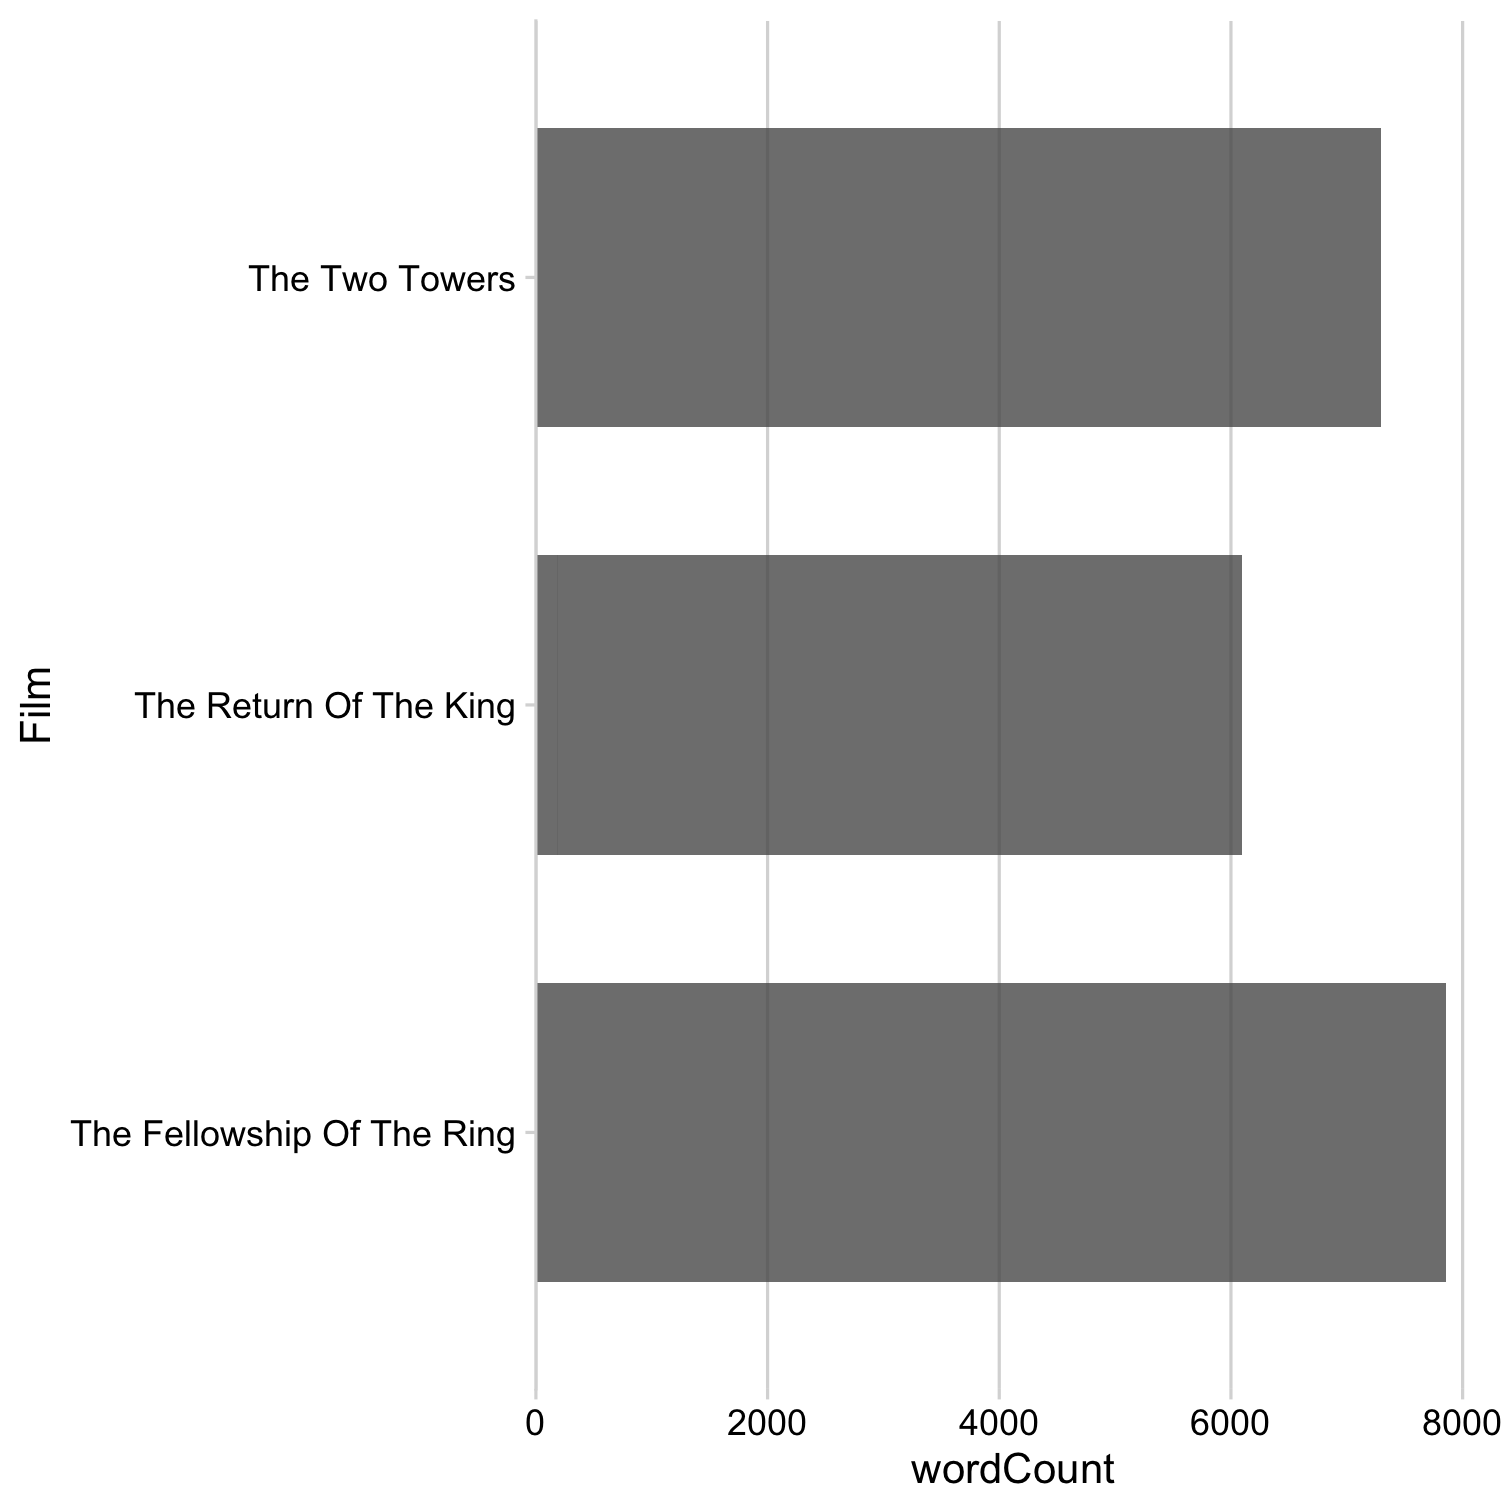 The Two Towers
The Return Of The King
The Fellowship Of The Ring
Film
0 2000 4000 6000 8000
wordCount